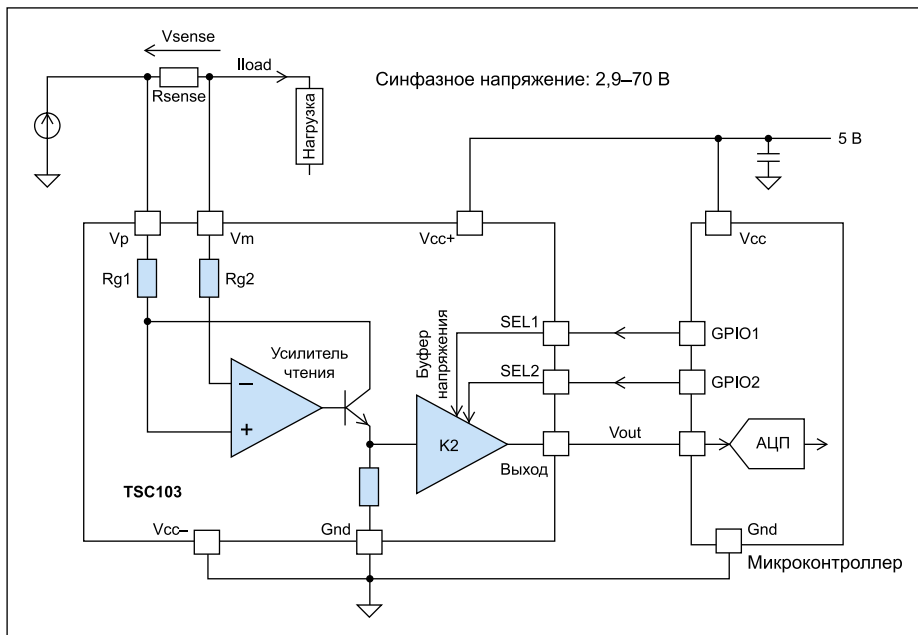 Vsense
Iload
Rsense
Нагрузка
Синфазное напряжение: 2,9–70 В
5 В
Vp
Vm
Vcc+
Vcc
Rg1
Rg2
Усилитель
чтения
Буфер
напряжения
SEL1
GPIO1
SEL2
GPIO2
−
+
K2
Vout
АЦП
Выход
TSC103
Vcc–
Gnd
Gnd
Микроконтроллер